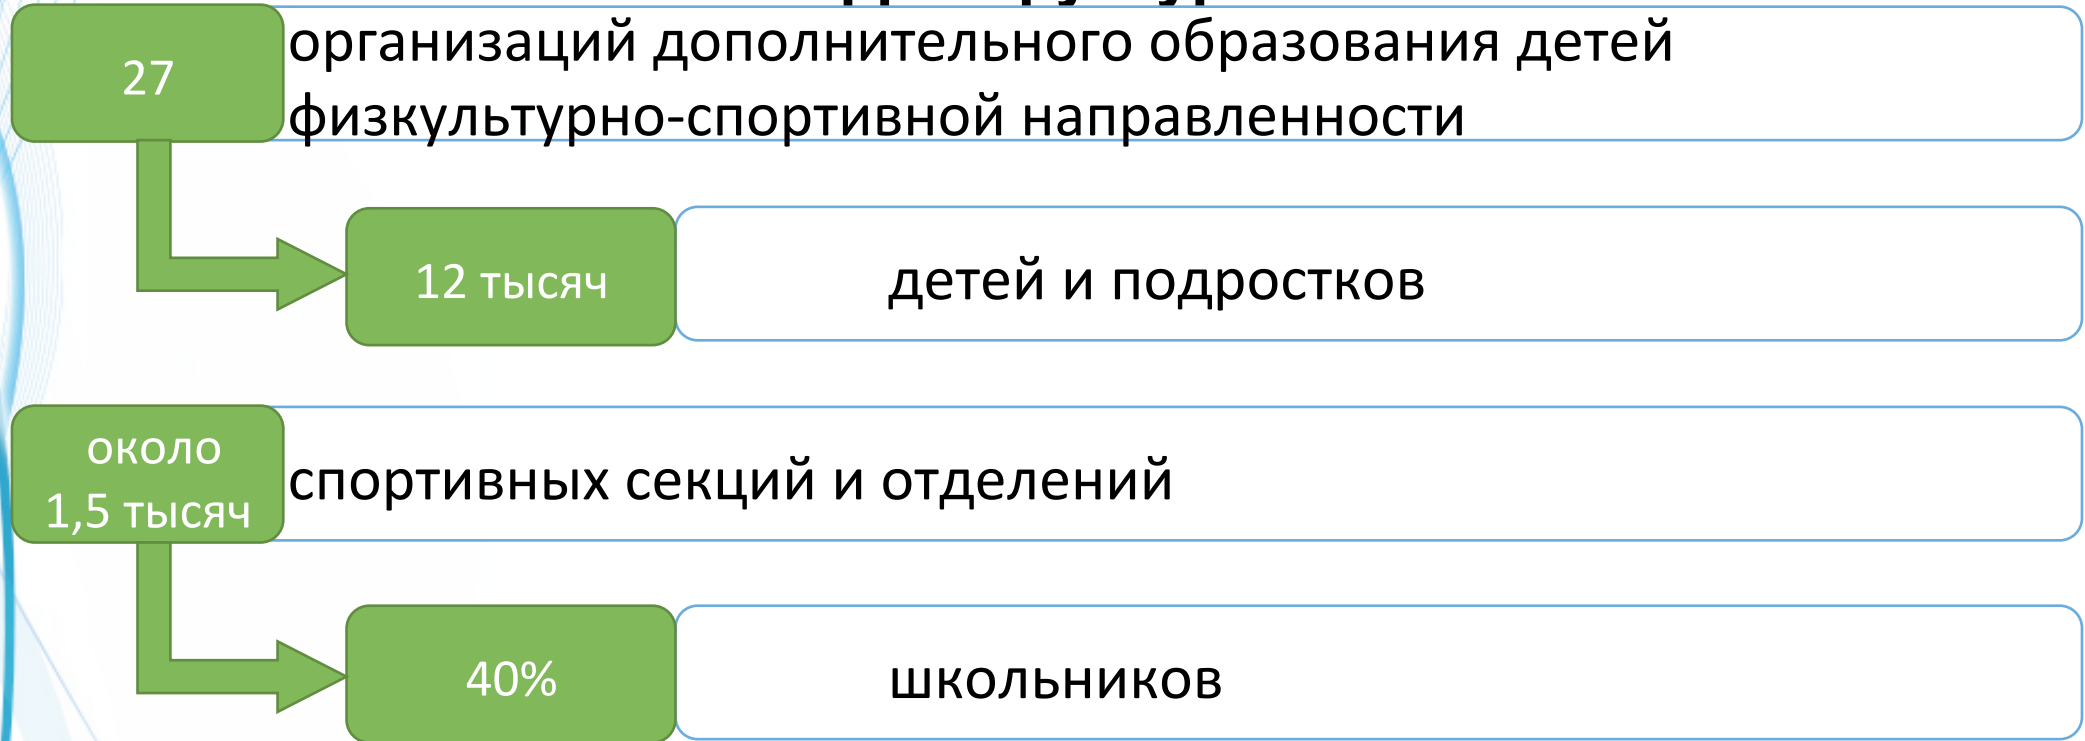 27
организаций дополнительного образования детей
физкультурно-спортивной направленности
12 тысяч
детей и подростков
около
1,5 тысяч
спортивных секций и отделений
40%
школьников